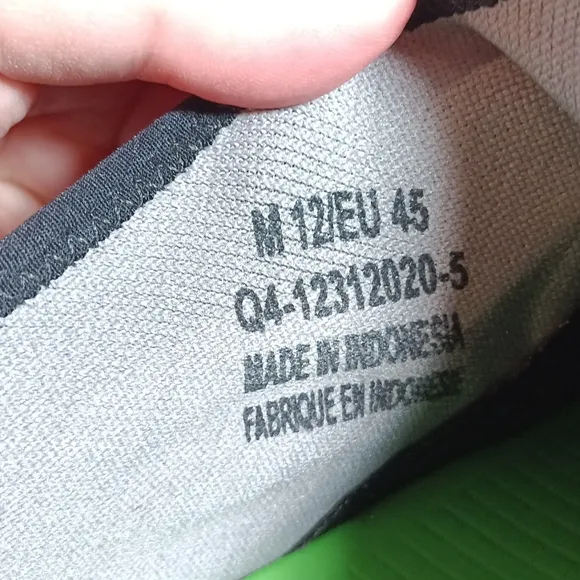 M 12/EU 45
Q4-12312020-5
MADE IN INDONESIA
FABRIQUE EN INDONESIE